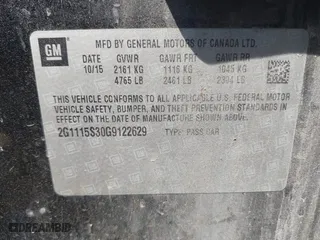 GM
MFD BY GENERAL MOTORS OF CANADA LTD.
DATE GVWR GAWR FRT GAWR RR
10/15 2161 KG 1116 KG 1045 KG
4765 LB 2461 LB 2304 LB
THIS VEHICLE CONFORMS TO ALL APPLICABLE U.S. FEDERAL MOTOR
VEHICLE SAFETY, BUMPER, AND THEFT PREVENTION STANDARDS
IN EFFECT ON THE DATE OF MANUFACTURE SHOWN ABOVE.
2G1115S30G9122629 TYPE: PASS CAR